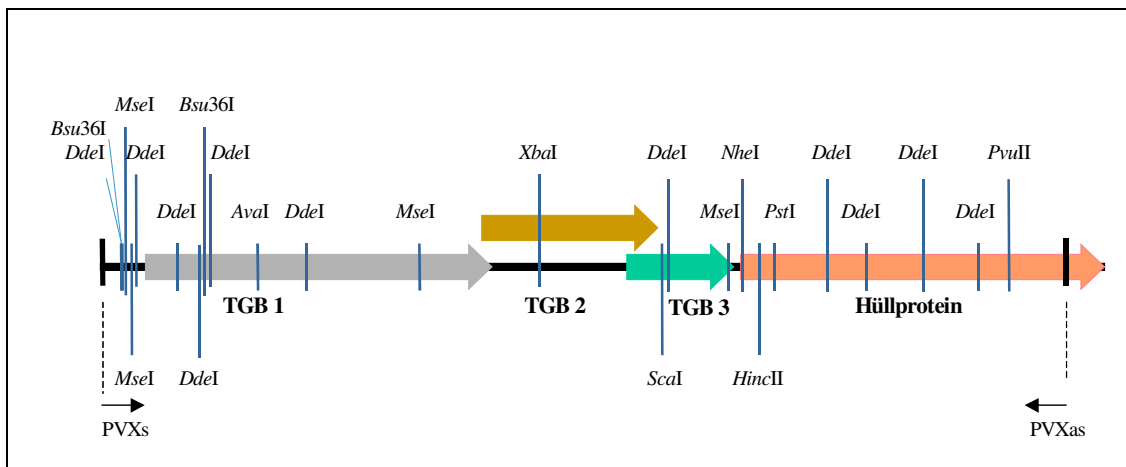 MseI Bsu36I
Bsu36I
DdeI DdeI DdeI XbaI DdeI NheI DdeI DdeI PvuII
DdeI AvaI DdeI MseI MseI PstI DdeI DdeI
TGB 1 TGB 2 TGB 3 Hüllprotein
MseI DdeI ScaI HincII
PVXs PVXas